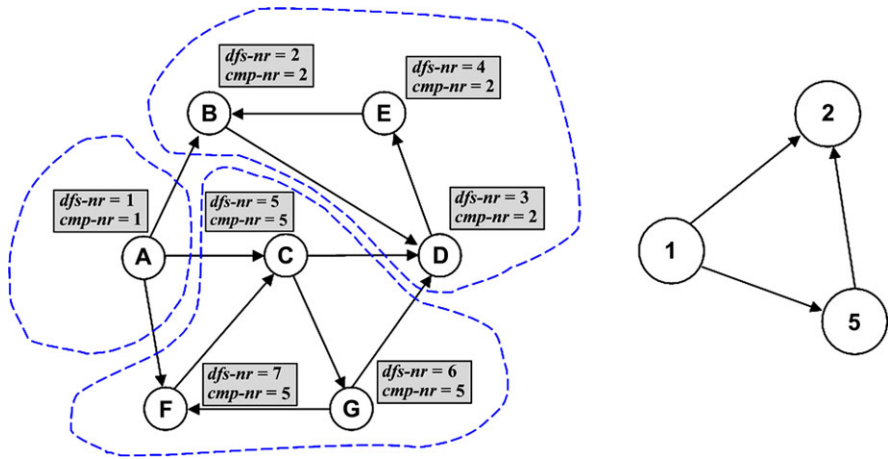 dfs-nr = 2
cmp-nr = 2
dfs-nr = 4
cmp-nr = 2
B
E
2
dfs-nr = 1
cmp-nr = 1
dfs-nr = 5
cmp-nr = 5
dfs-nr = 3
cmp-nr = 2
A
C
D
1
5
dfs-nr = 7
cmp-nr = 5
dfs-nr = 6
cmp-nr = 5
F
G